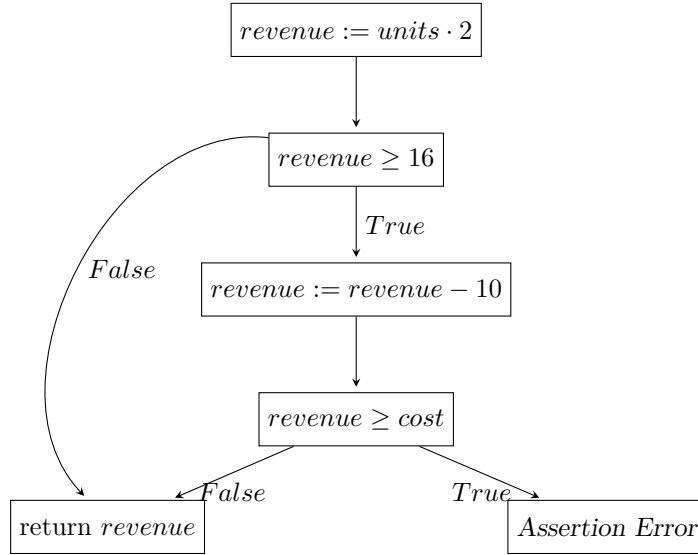 revenue := units · 2
revenue ≥ 16
True
False
revenue := revenue − 10
revenue ≥ cost
False
True
return revenue
Assertion Error